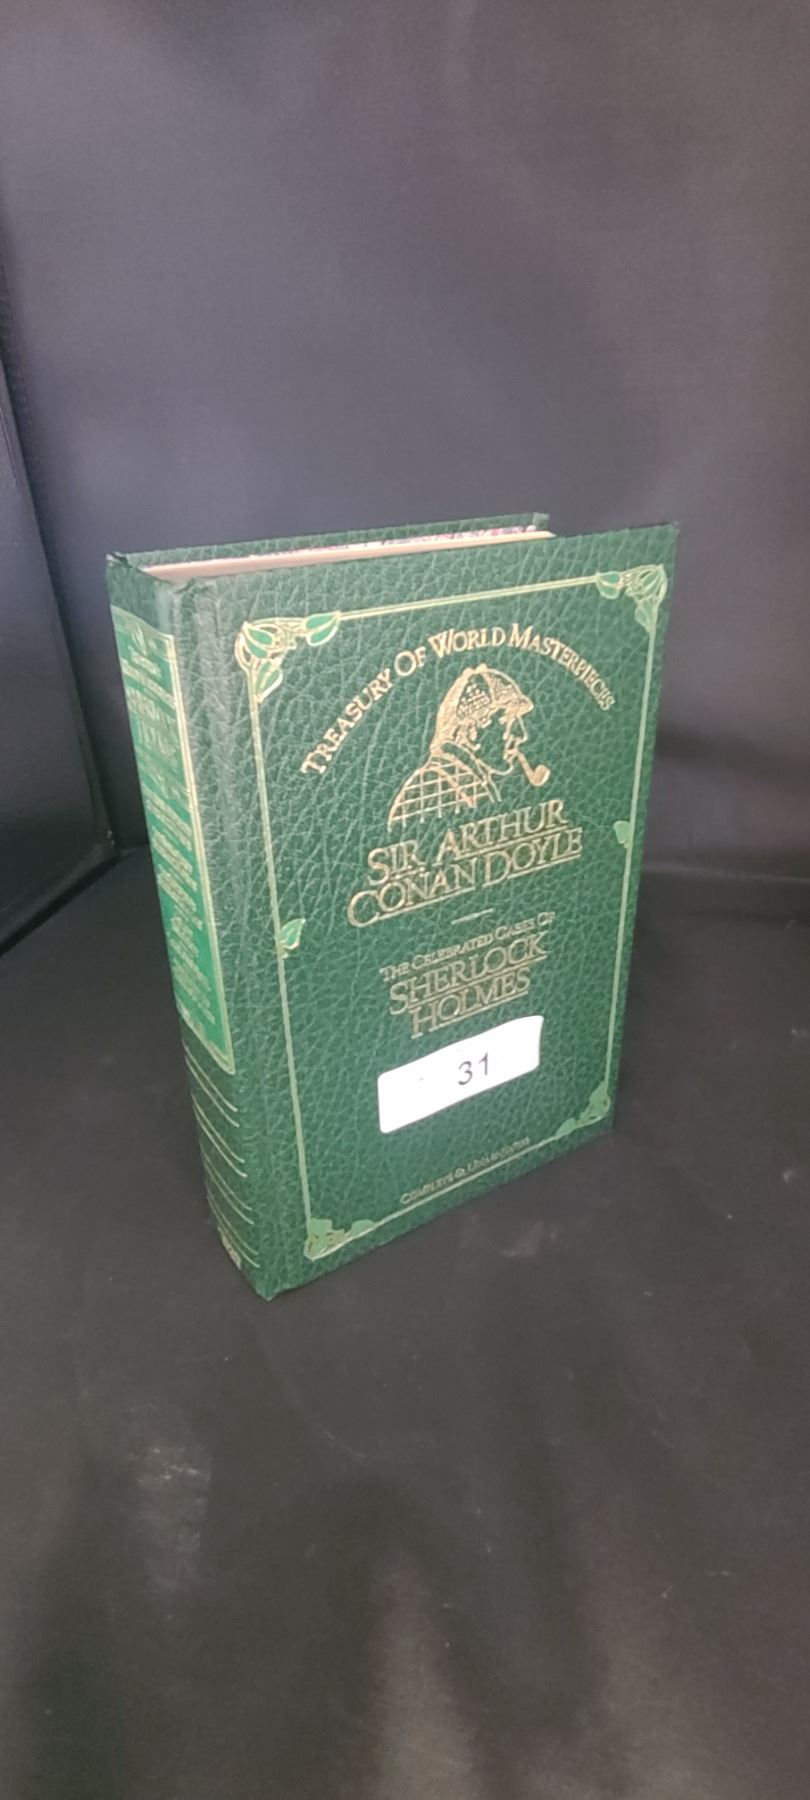 TREASURY OF WORLD MASTERPIECES
SIR ARTHUR
CONAN DOYLE
THE CELEBRATED CASES OF
SHERLOCK
HOLMES
31
COMPLETE & UNABRIDGED